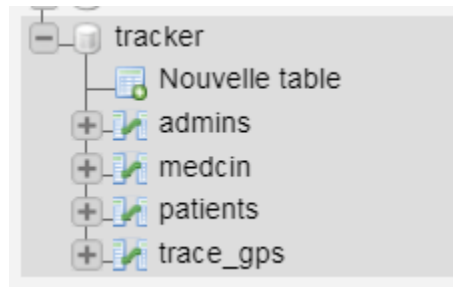 tracker
Nouvelle table
admins
medcin
patients
trace_gps